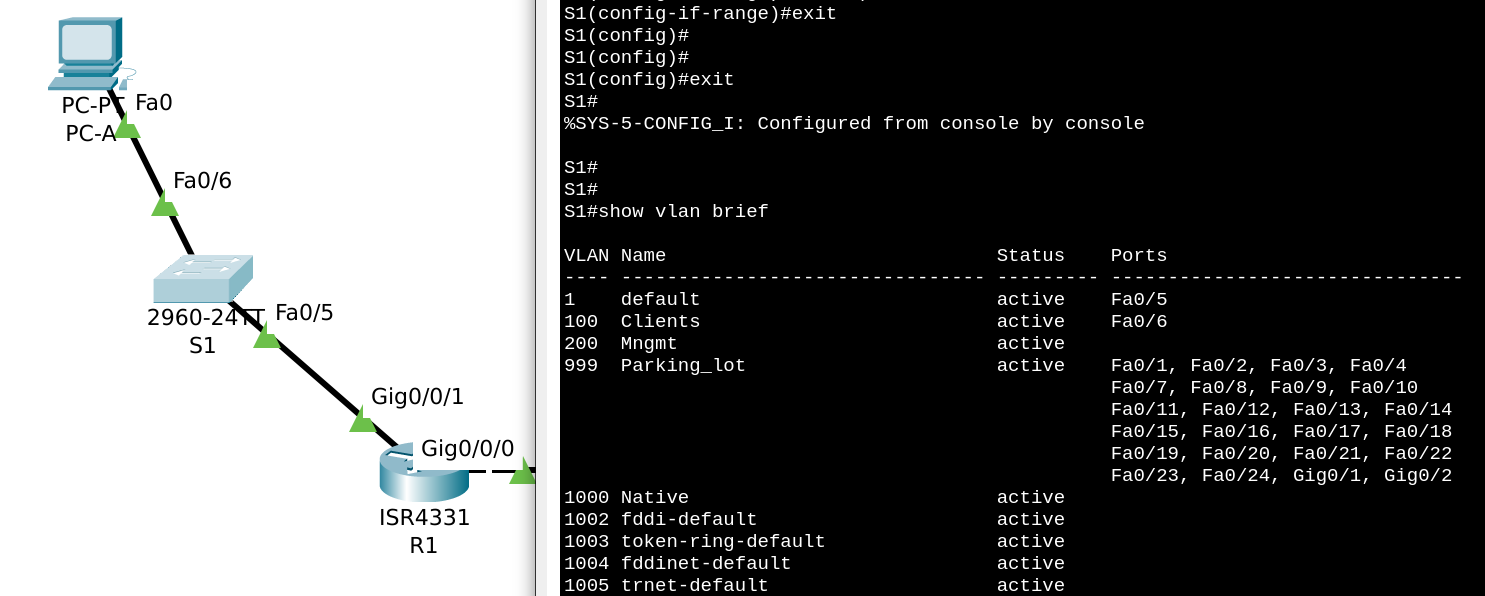 PC-PT
PC-A
Fa0
Fa0/6
2960-24TT
S1
Fa0/5
Gig0/0/1
Gig0/0/0
ISR4331
R1
S1(config-if-range)#exit
S1(config)#
S1(config)#
S1(config)#exit
S1#
%SYS-5-CONFIG_I: Configured from console by console
S1#
S1#
S1#show vlan brief
VLAN Name                             Status    Ports
---- -------------------------------- --------- -------------------------------
1    default                          active    Fa0/5
100  Clients                          active    Fa0/6
200  Mngmt                            active
999  Parking_lot                      active    Fa0/1, Fa0/2, Fa0/3, Fa0/4
                                                Fa0/7, Fa0/8, Fa0/9, Fa0/10
                                                Fa0/11, Fa0/12, Fa0/13, Fa0/14
                                                Fa0/15, Fa0/16, Fa0/17, Fa0/18
                                                Fa0/19, Fa0/20, Fa0/21, Fa0/22
                                                Fa0/23, Fa0/24, Gig0/1, Gig0/2
1000 Native                           active
1002 fddi-default                     active
1003 token-ring-default               active
1004 fddinet-default                  active
1005 trnet-default                    active